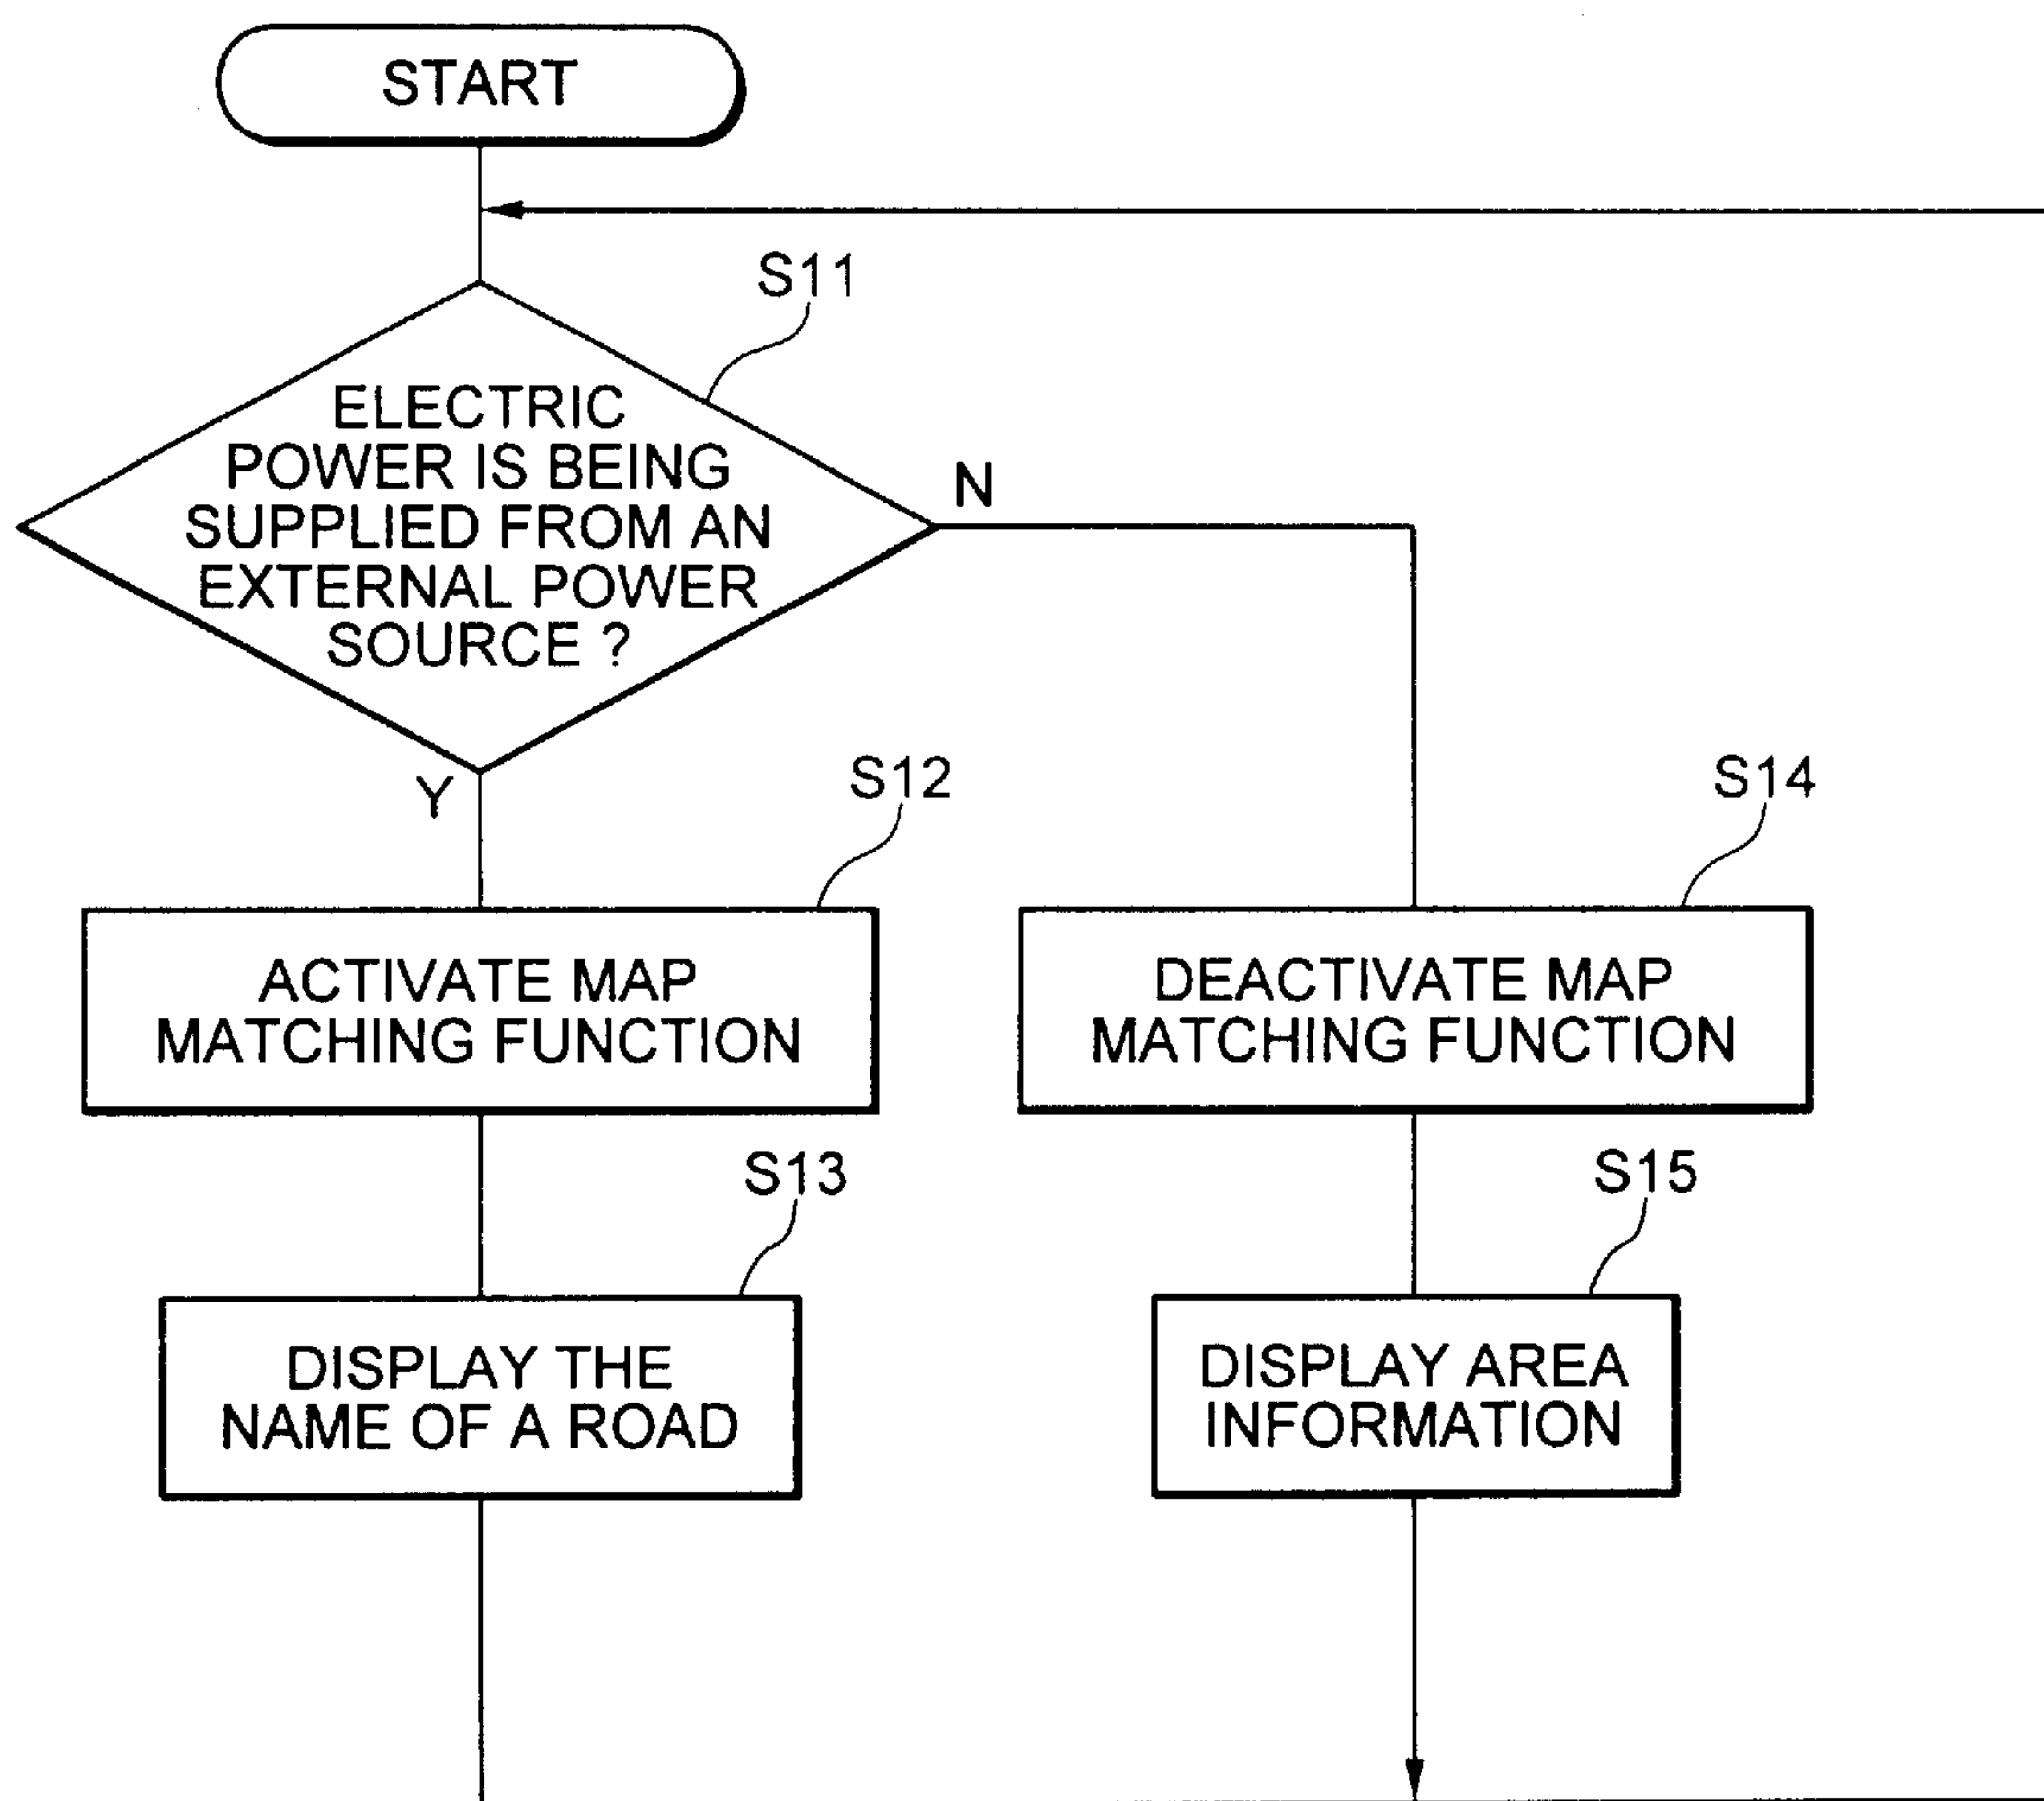 START
S11
ELECTRIC
POWER IS BEING
SUPPLIED FROM AN
EXTERNAL POWER
SOURCE ?
N
Y
S12
S14
ACTIVATE MAP
MATCHING FUNCTION
DEACTIVATE MAP
MATCHING FUNCTION
S13
S15
DISPLAY THE
NAME OF A ROAD
DISPLAY AREA
INFORMATION